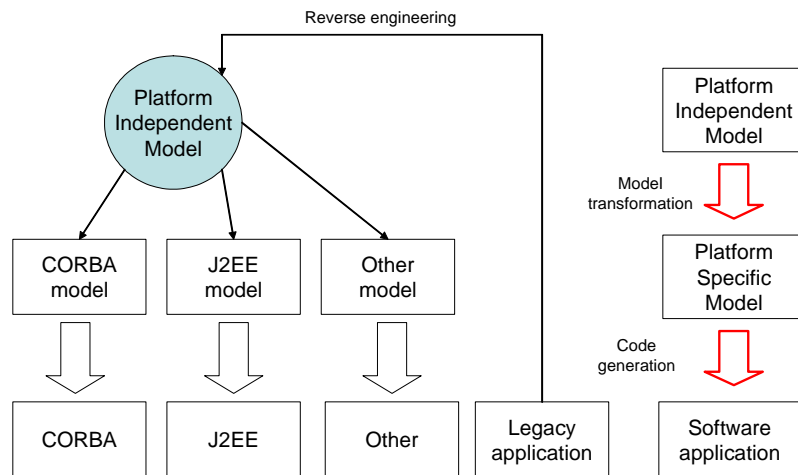 Reverse engineering
Platform
Independent
Model
Platform
Independent
Model
Model
transformation
CORBA
model
J2EE
model
Other
model
Platform
Specific
Model
Code
generation
CORBA
J2EE
Other
Legacy
application
Software
application